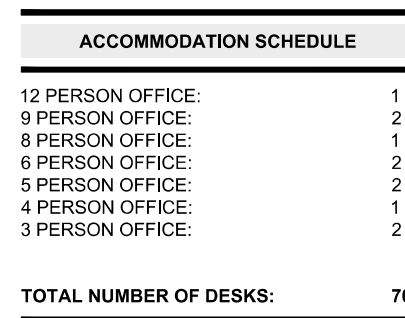 ACCOMMODATION SCHEDULE
12 PERSON OFFICE: 1
9 PERSON OFFICE: 2
8 PERSON OFFICE: 1
6 PERSON OFFICE: 2
5 PERSON OFFICE: 2
4 PERSON OFFICE: 1
3 PERSON OFFICE: 2
TOTAL NUMBER OF DESKS: